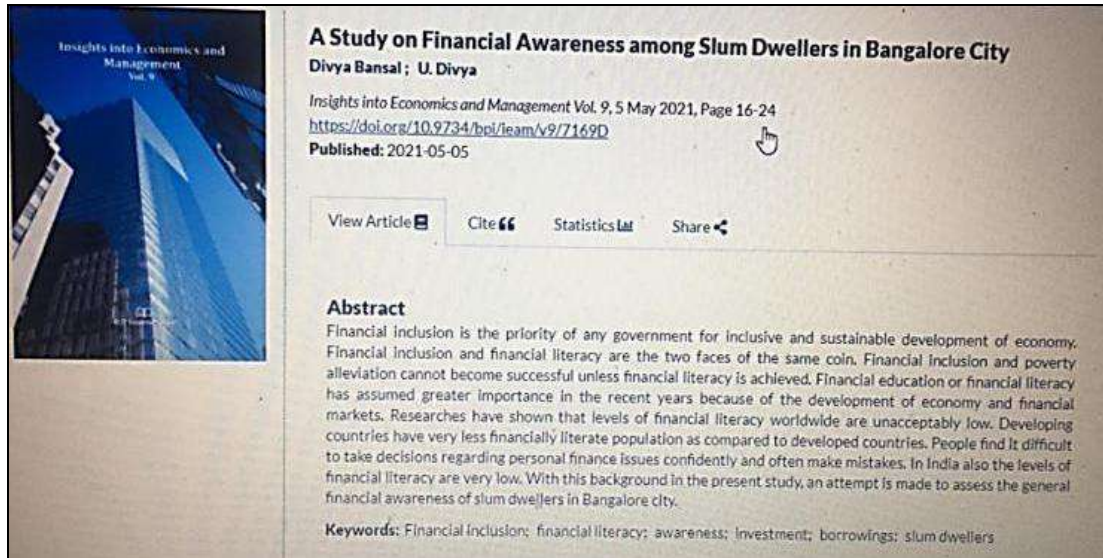 Insights into Economics and
Management
Vol. 9
A Study on Financial Awareness among Slum Dwellers in Bangalore City
Divya Bansal; U. Divya
Insights into Economics and Management Vol. 9, 5 May 2021, Page 16-24
https://doi.org/10.9734/bpi/ieam/v9/7169D
Published: 2021-05-05
View Article Cite Statistics Share
Abstract
Financial inclusion is the priority of any government for inclusive and sustainable development of economy.
Financial inclusion and financial literacy are the two faces of the same coin. Financial inclusion and poverty
alleviation cannot become successful unless financial literacy is achieved. Financial education or financial literacy
has assumed greater importance in the recent years because of the development of economy and financial
markets. Researches have shown that levels of financial literacy worldwide are unacceptably low. Developing
countries have very less financially literate population as compared to developed countries. People find it difficult
to take decisions regarding personal finance issues confidently and often make mistakes. In India also the levels of
financial literacy are very low. With this background in the present study, an attempt is made to assess the general
financial awareness of slum dwellers in Bangalore city.
Keywords: Financial inclusion; financial literacy; awareness; investment; borrowings; slum dwellers